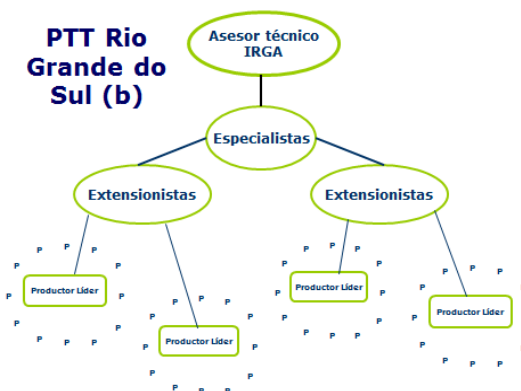 PTT Rio
Grande do
Sul (b)
Asesor técnico
IRGA
Especialistas
Extensionistas
Extensionistas
P P P
P P
P Productor Líder P
P P
P P P
P P P
P P
P Productor Líder P
P P
P P P
P P P
P P
P Productor Líder P
P P
P P P
P P P
P
P Productor Líder
P
P P P